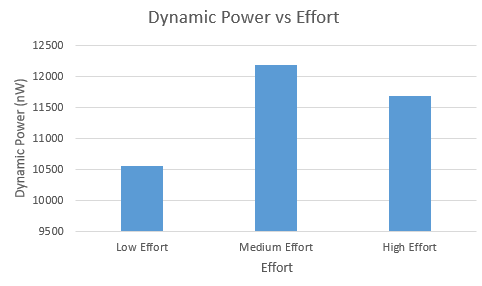 Dynamic Power vs Effort
Dynamic Power (nW)
12500
12000
11500
11000
10500
10000
9500
Low Effort Medium Effort High Effort
Effort